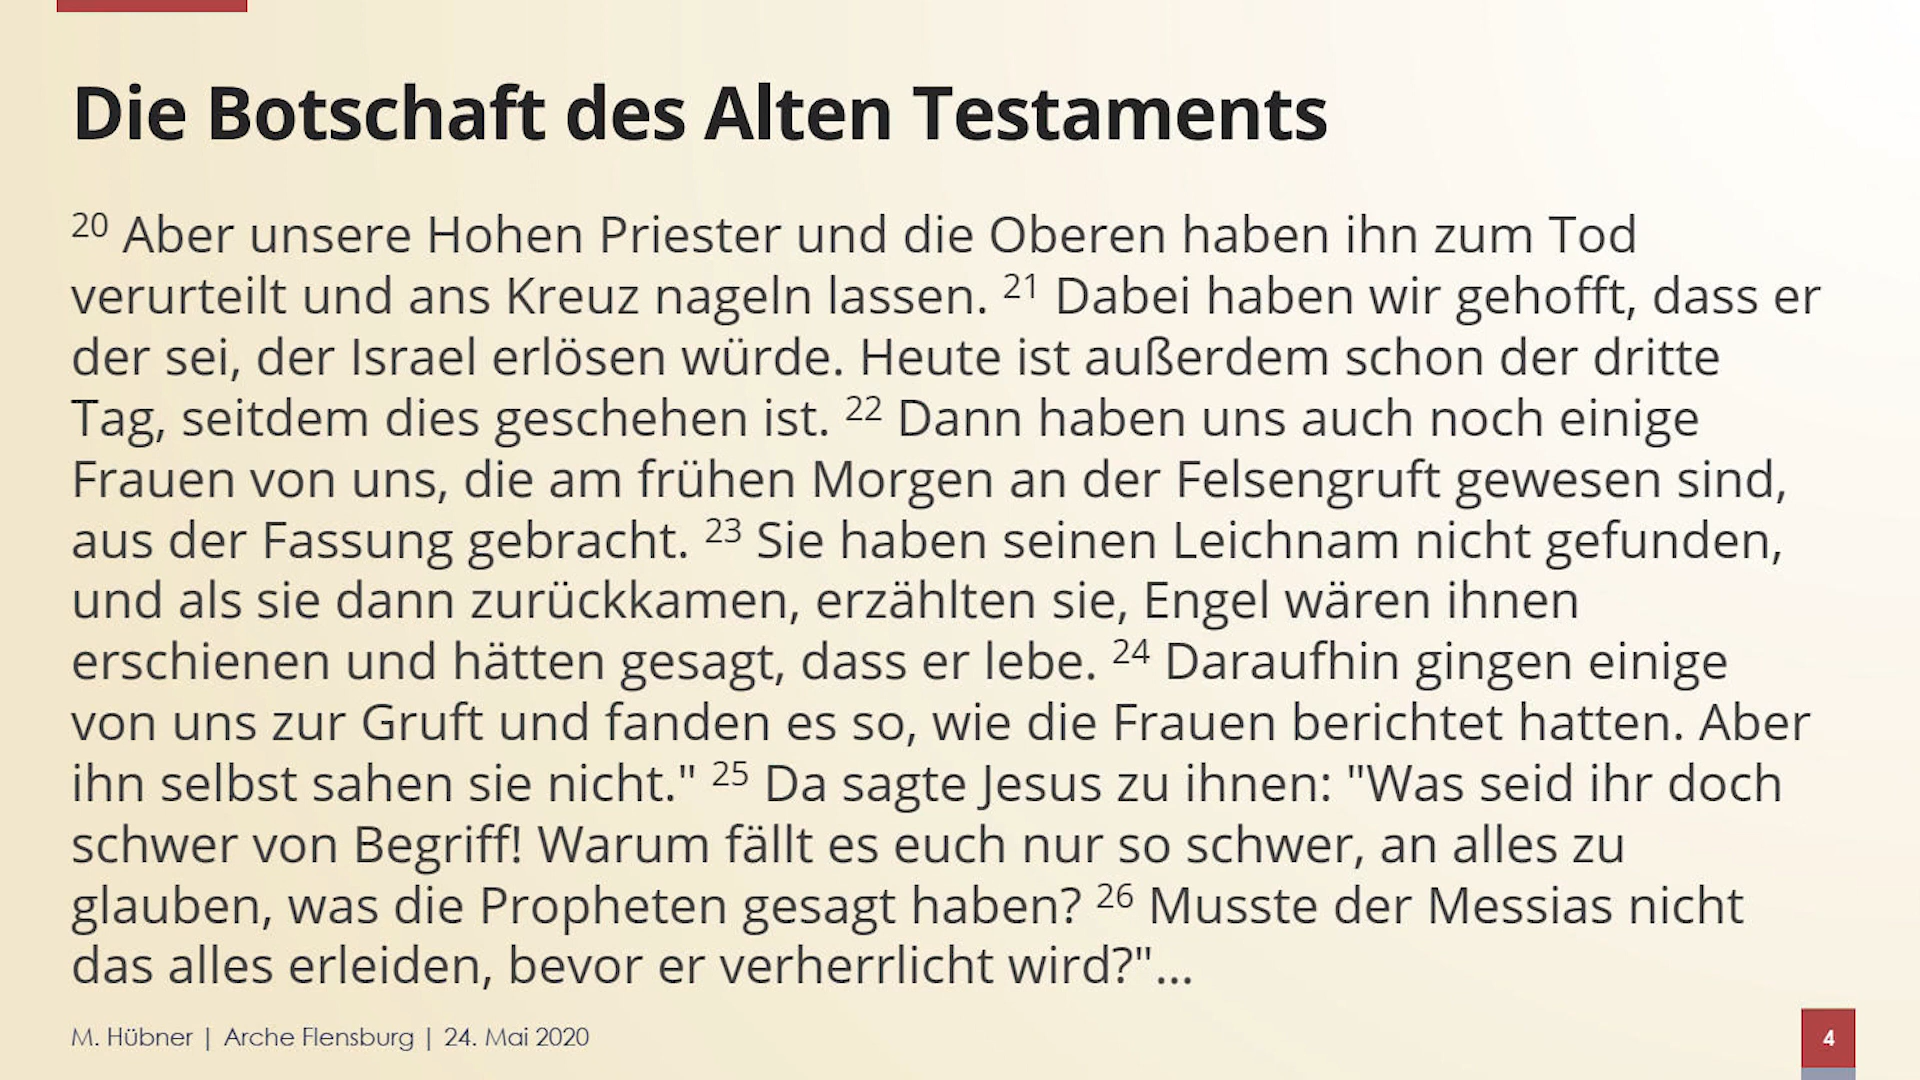 Die Botschaft des Alten Testaments
20 Aber unsere Hohen Priester und die Oberen haben ihn zum Tod
verurteilt und ans Kreuz nageln lassen. 21 Dabei haben wir gehofft, dass er
der sei, der Israel erlösen würde. Heute ist außerdem schon der dritte
Tag, seitdem dies geschehen ist. 22 Dann haben uns auch noch einige
Frauen von uns, die am frühen Morgen an der Felsengruft gewesen sind,
aus der Fassung gebracht. 23 Sie haben seinen Leichnam nicht gefunden,
und als sie dann zurückkamen, erzählten sie, Engel wären ihnen
erschienen und hätten gesagt, dass er lebe. 24 Daraufhin gingen einige
von uns zur Gruft und fanden es so, wie die Frauen berichtet hatten. Aber
ihn selbst sahen sie nicht." 25 Da sagte Jesus zu ihnen: "Was seid ihr doch
schwer von Begriff! Warum fällt es euch nur so schwer, an alles zu
glauben, was die Propheten gesagt haben? 26 Musste der Messias nicht
das alles erleiden, bevor er verherrlicht wird?"...
M. Hübner | Arche Flensburg | 24. Mai 2020
4